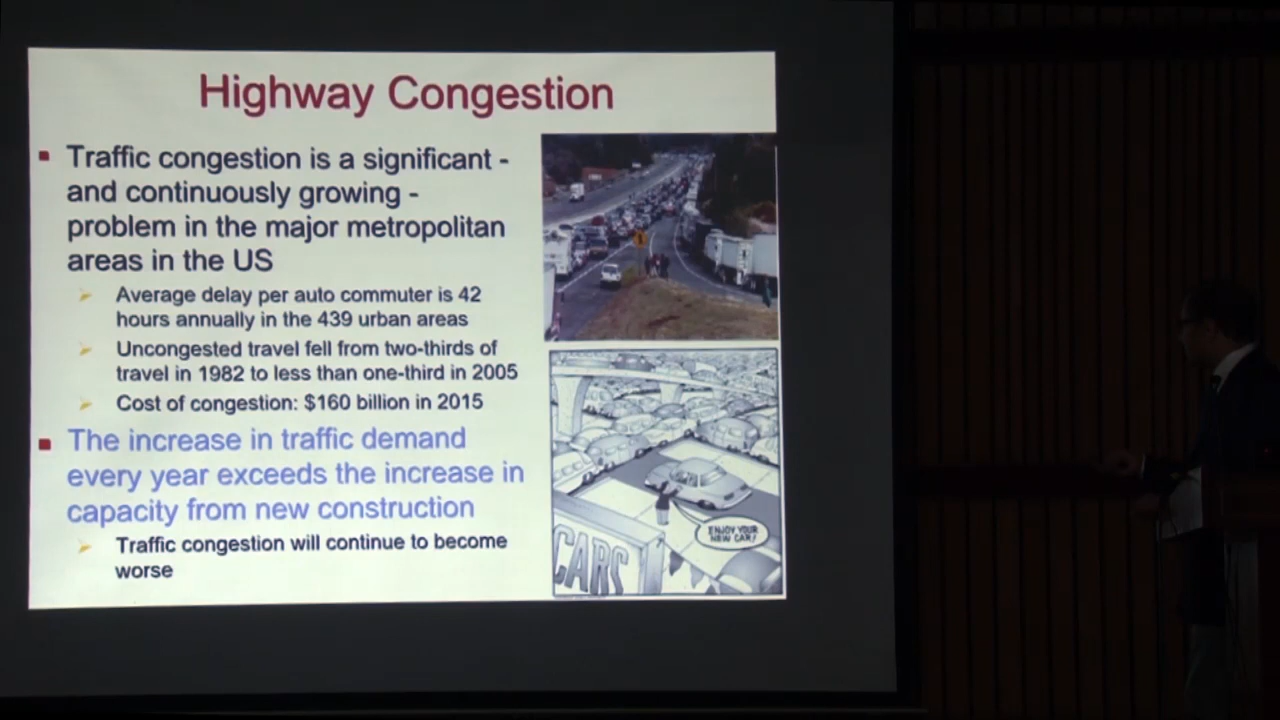 Highway Congestion
Traffic congestion is a significant -
and continuously growing -
problem in the major metropolitan
areas in the US
Average delay per auto commuter is 42
hours annually in the 439 urban areas
Uncongested travel fell from two-thirds of
travel in 1982 to less than one-third in 2005
Cost of congestion: $160 billion in 2015
The increase in traffic demand
every year exceeds the increase in
capacity from new construction
Traffic congestion will continue to become
worse
ENJOY YOUR
NEW CAR!
CARS